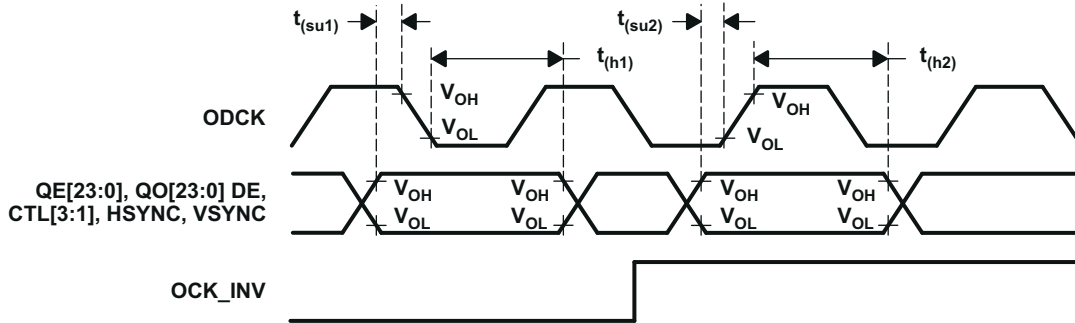 t(su1)
t(su2)
t(h1)
t(h2)
VOH
VOH
ODCK
VOL
VOL
QE[23:0], QO[23:0] DE,
CTL[3:1], HSYNC, VSYNC
VOH VOH VOH VOH
VOL VOL VOL VOL
OCK_INV